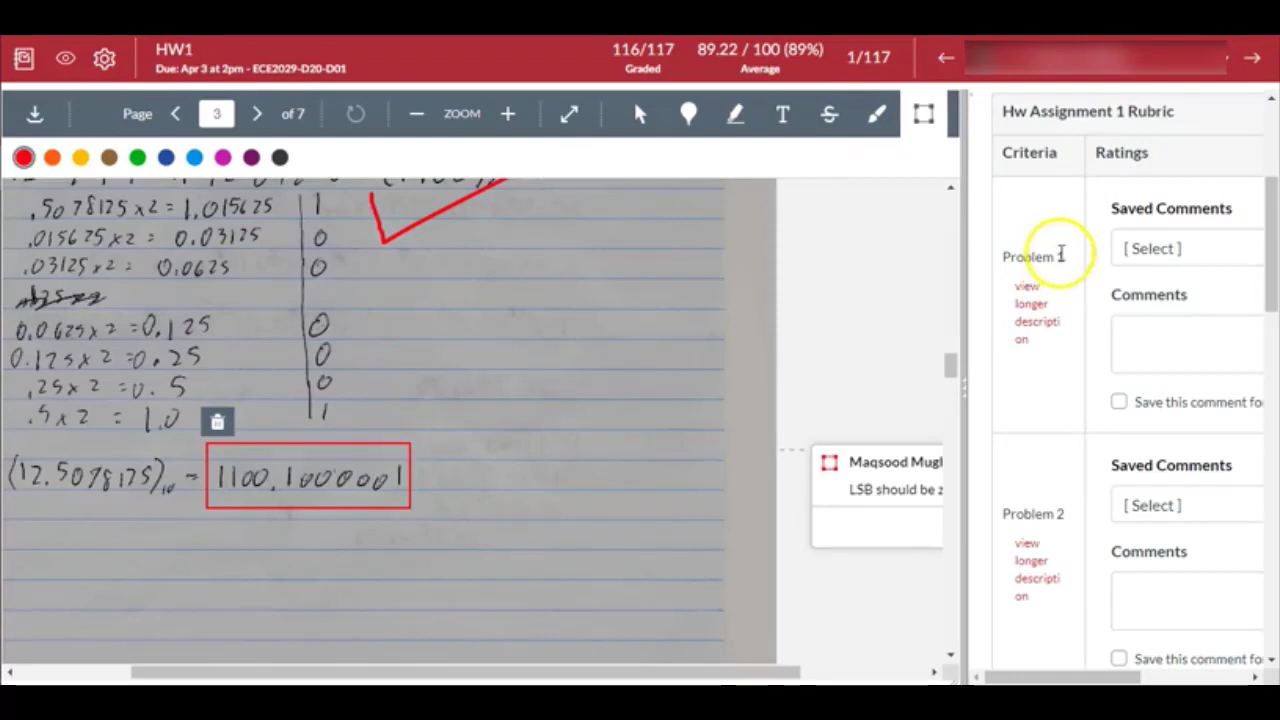 HW1
Due: Apr 3 at 2pm - ECE2029-D20-D01
116/117
Graded
89.22 / 100 (89%)
Average
1/117
Page
3
of 7
ZOOM
T
S
.5078125 x 2 = 1.015625 | 1
.015625 x 2 = 0.03125 | 0
.03125 x 2 = 0.0625 | 0
0.0625 x 2 = 0.125 | 0
0.125 x 2 = 0.25 | 0
.25 x 2 = 0.5 | 0
.5 x 2 = 1.0 | 1
(12.5078125)10 = 1100.1000001
Maqsood Mugh
LSB should be z
Hw Assignment 1 Rubric
Criteria
Ratings
Problem 1
view
longer
descripti
on
Saved Comments
[ Select ]
Comments
Save this comment fo
Problem 2
view
longer
descripti
on
Saved Comments
[ Select ]
Comments
Save this comment fo